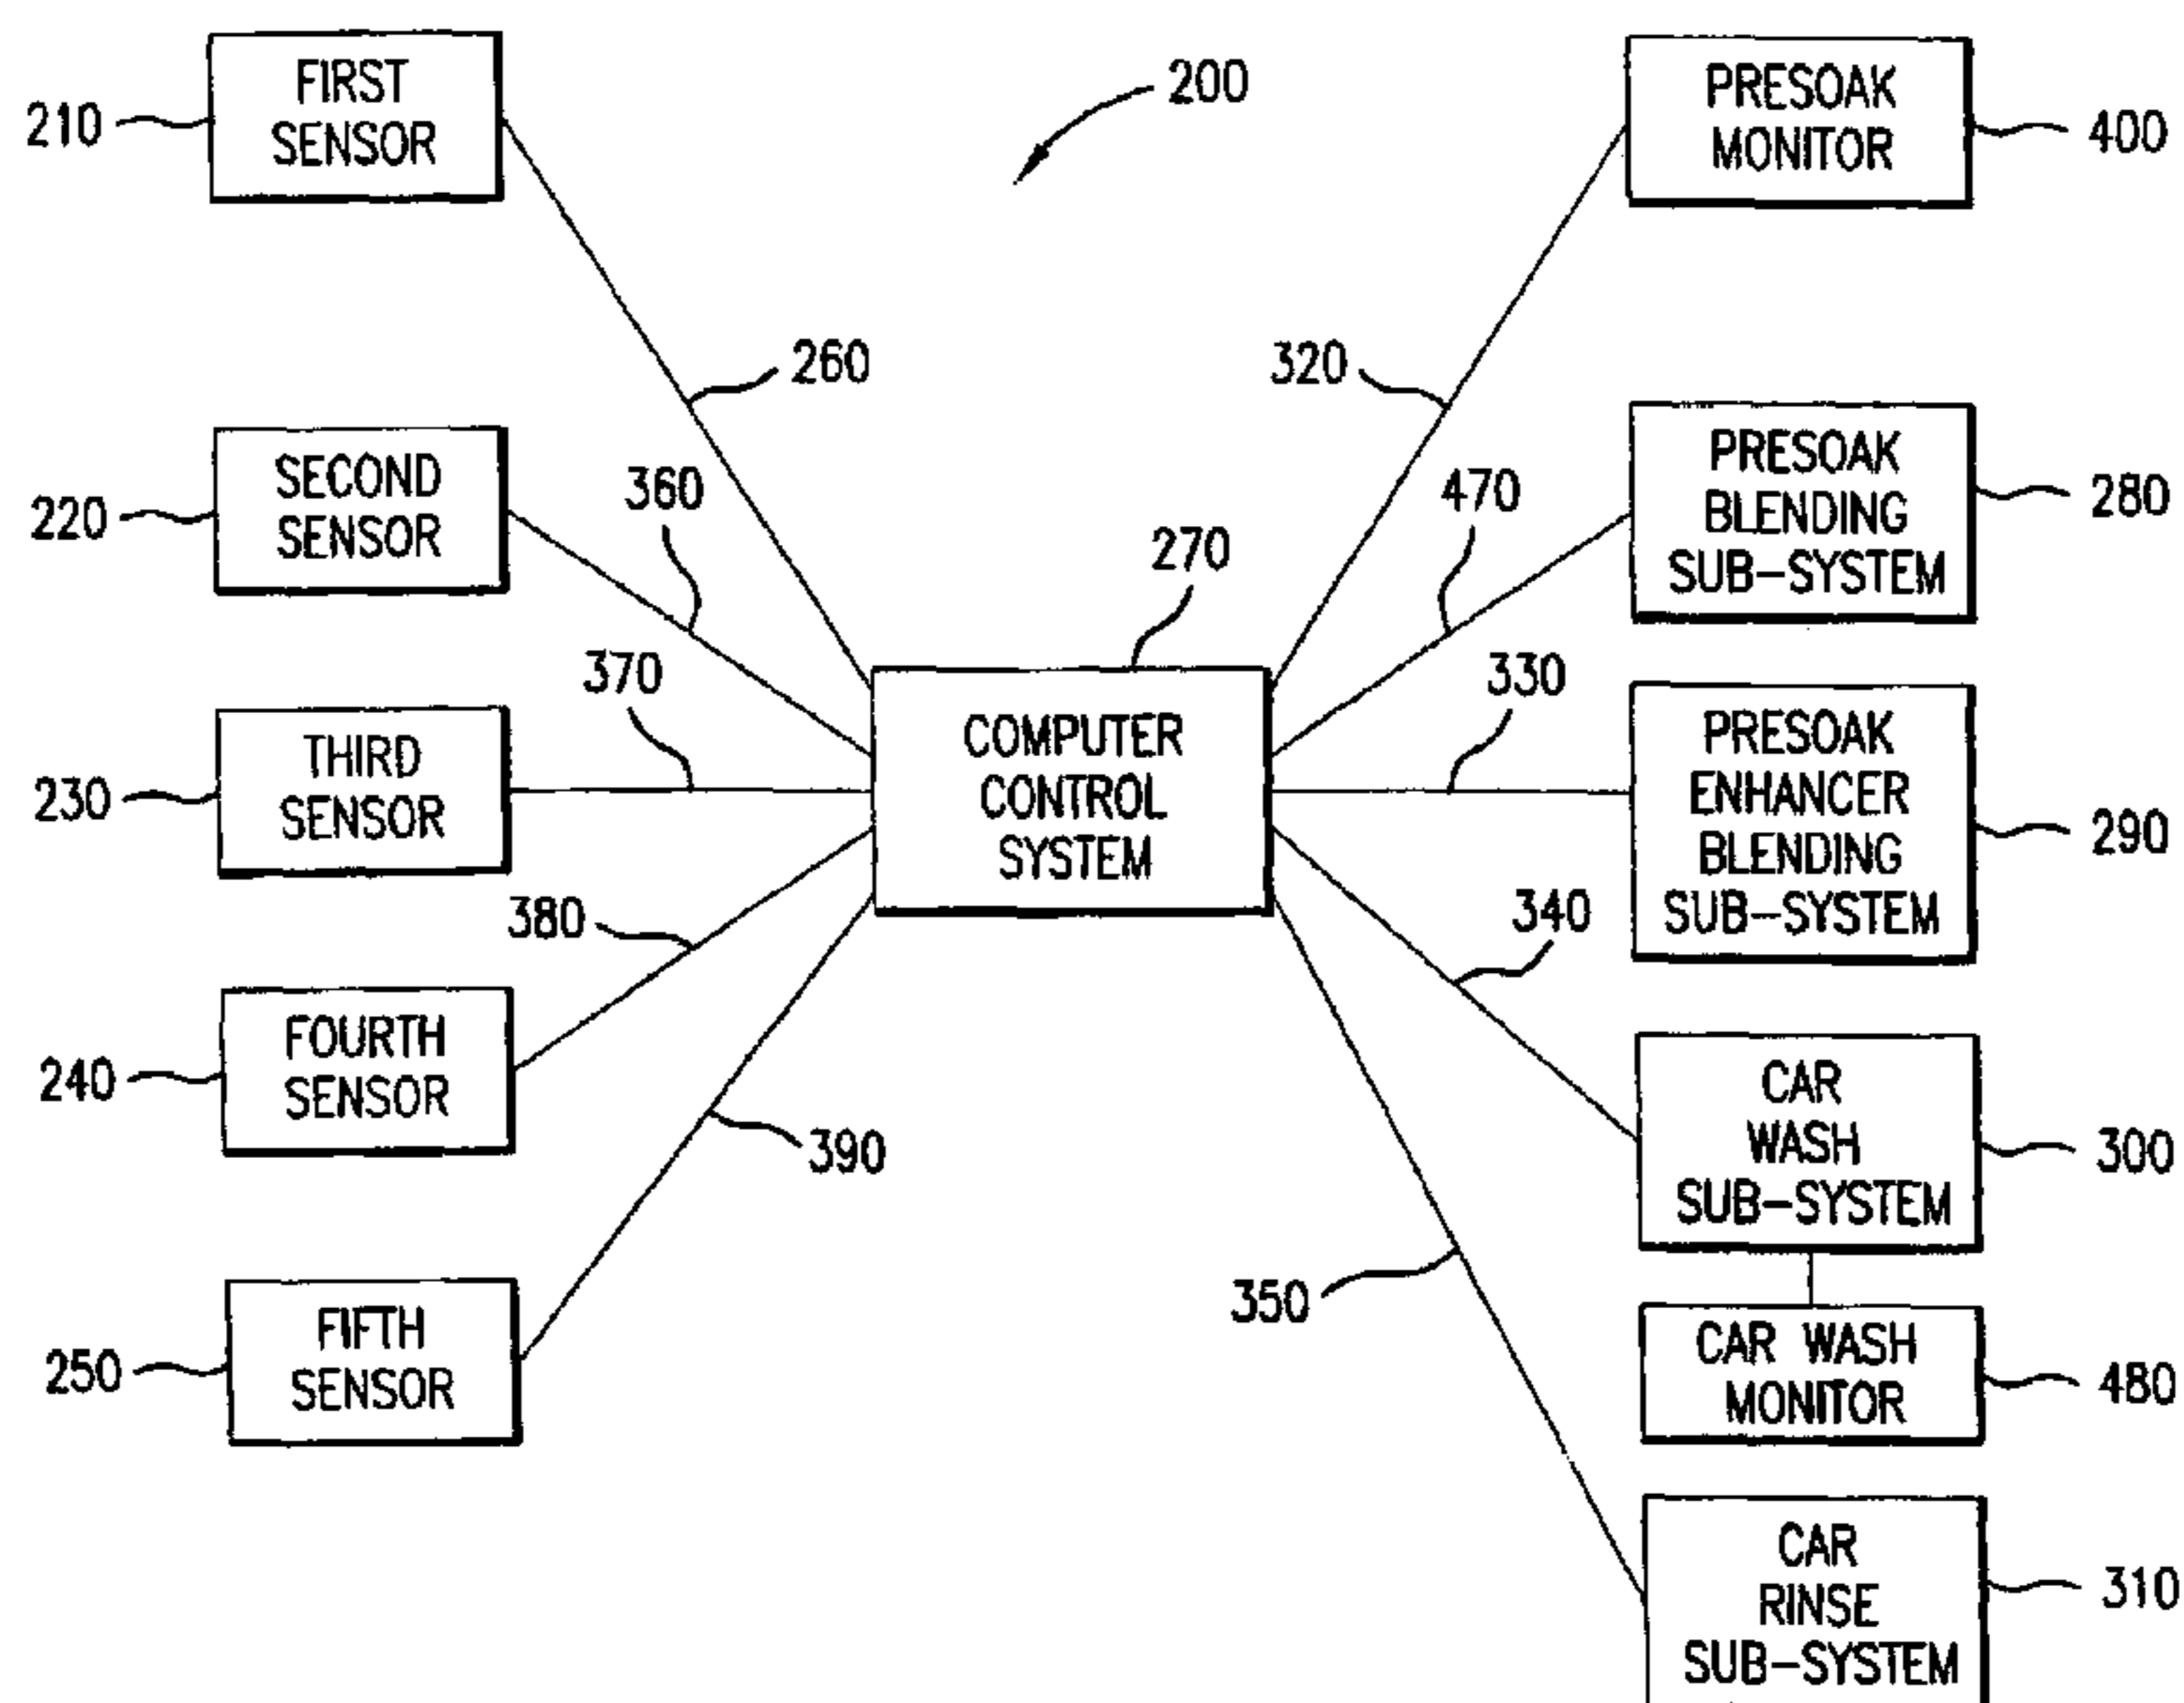 FIRST
SENSOR
210
200
PRESOAK
MONITOR
400
260
320
SECOND
SENSOR
220
360
470
PRESOAK
BLENDING
SUB-SYSTEM
280
270
THIRD
SENSOR
230
370
COMPUTER
CONTROL
SYSTEM
330
PRESOAK
ENHANCER
BLENDING
SUB-SYSTEM
290
380
340
FOURTH
SENSOR
240
390
CAR
WASH
SUB-SYSTEM
300
FIFTH
SENSOR
250
350
CAR WASH
MONITOR
480
CAR
RINSE
SUB-SYSTEM
310